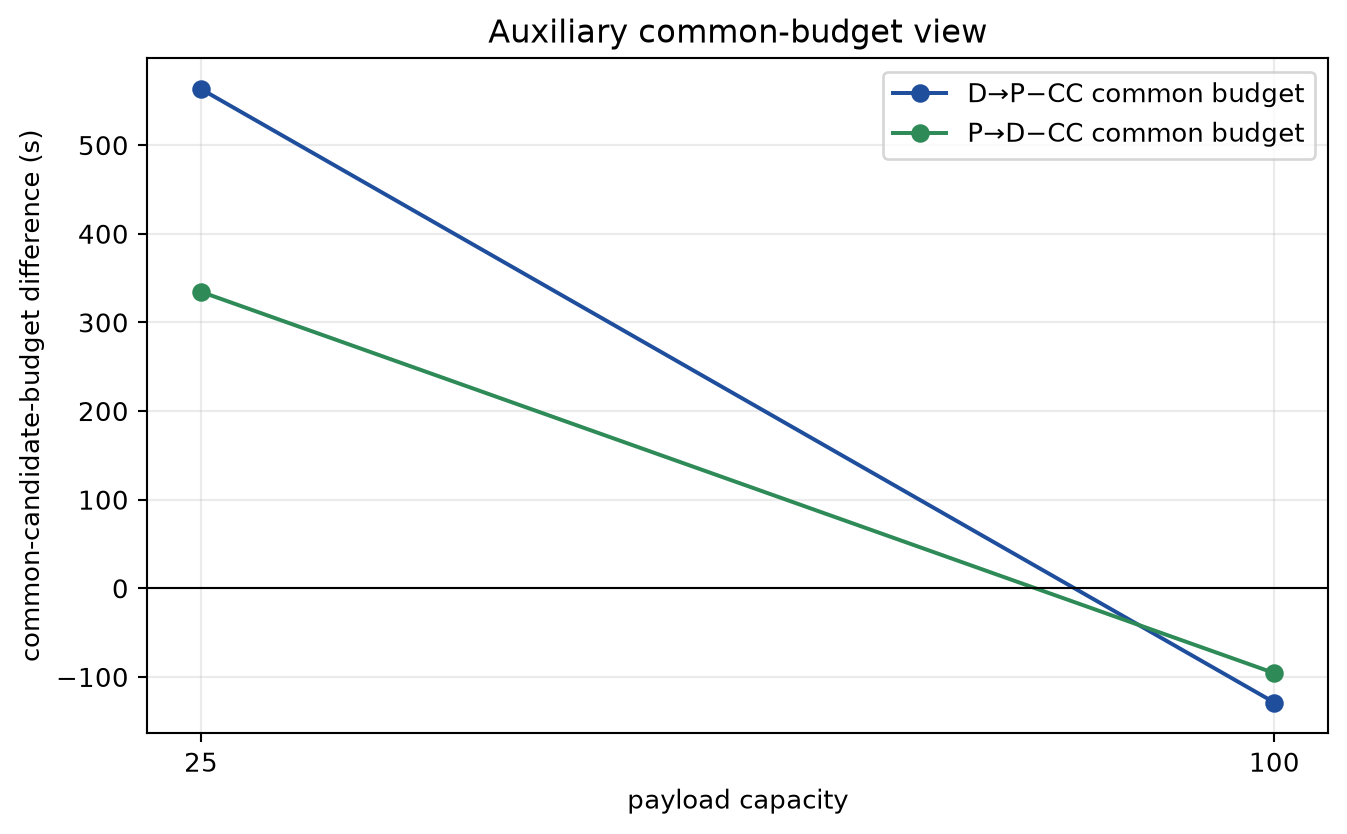 Auxiliary common-budget view
D→P−CC common budget
P→D−CC common budget
common-candidate-budget difference (s)
500
400
300
200
100
0
−100
25
100
payload capacity